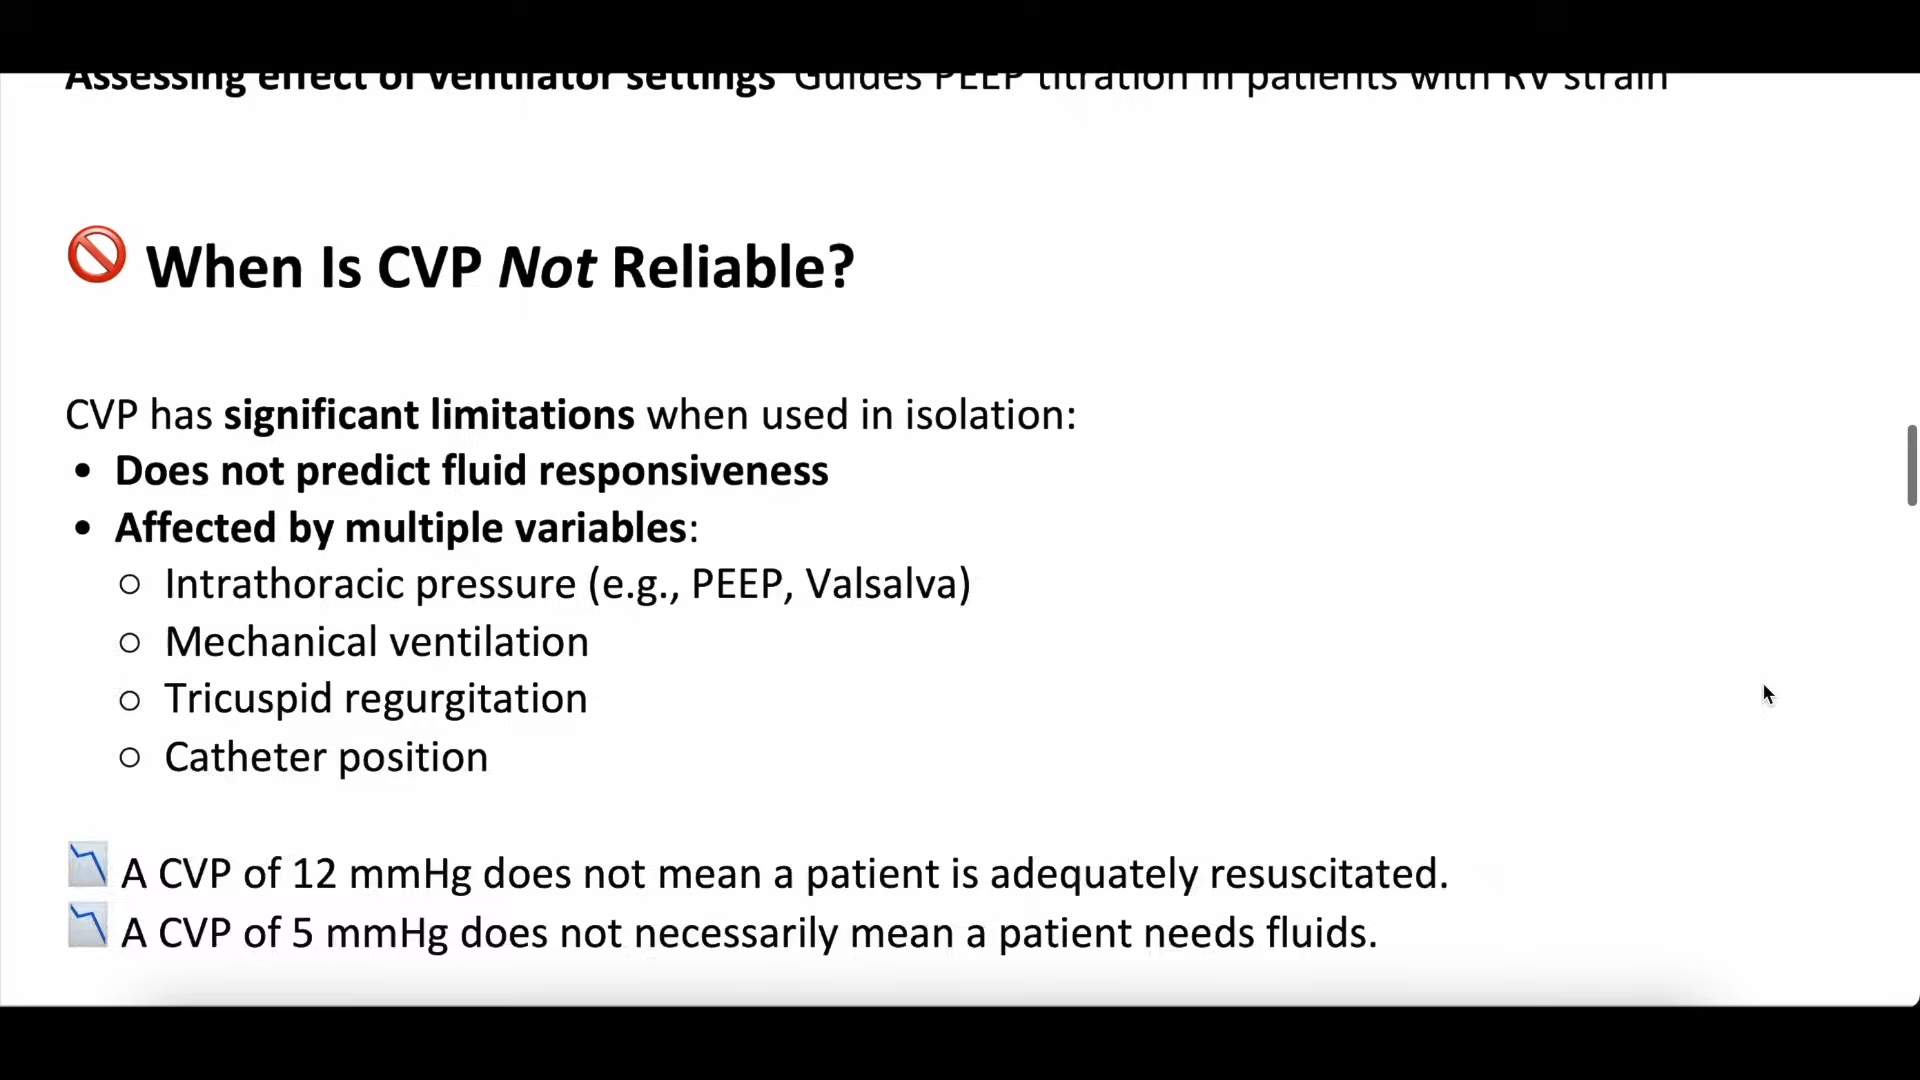 Assessing effect of ventilator settings Guides PEEP titration in patients with RV strain
When Is CVP Not Reliable?
CVP has significant limitations when used in isolation:
• Does not predict fluid responsiveness
• Affected by multiple variables:
○ Intrathoracic pressure (e.g., PEEP, Valsalva)
○ Mechanical ventilation
○ Tricuspid regurgitation
○ Catheter position
A CVP of 12 mmHg does not mean a patient is adequately resuscitated.
A CVP of 5 mmHg does not necessarily mean a patient needs fluids.